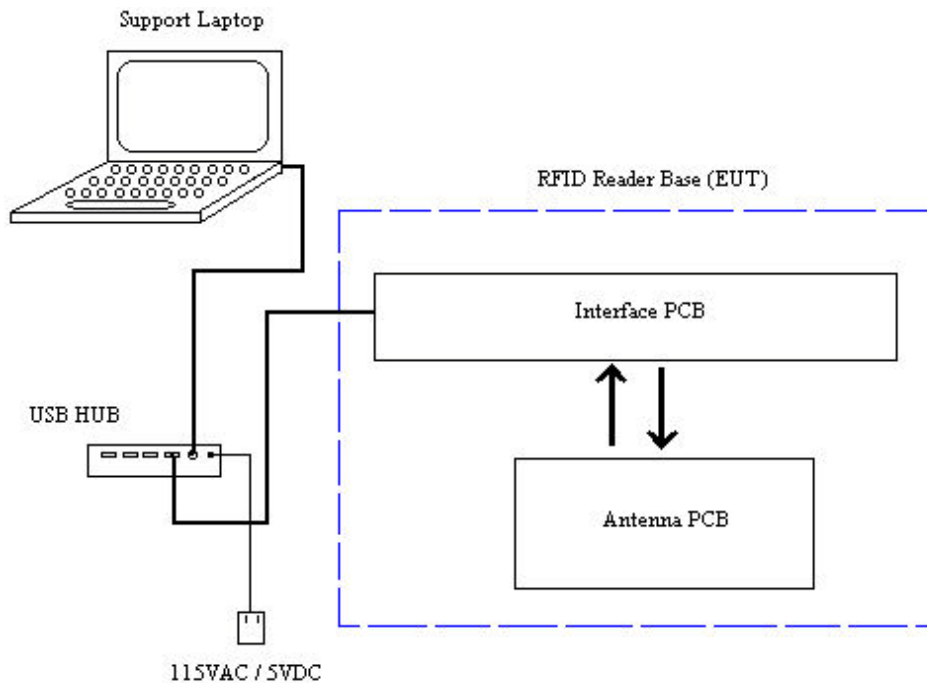 Support Laptop
RFID Reader Base (EUT)
Interface PCB
USB HUB
Antenna PCB
115VAC / 5VDC